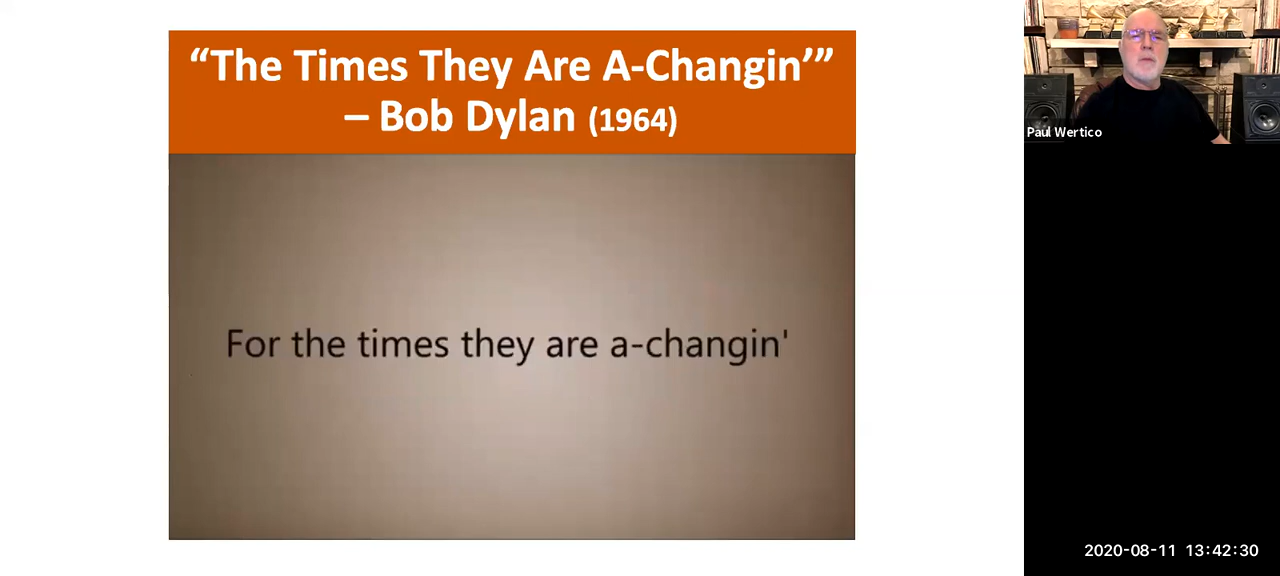 “The Times They Are A-Changin’”
– Bob Dylan (1964)
For the times they are a-changin'
Paul Wertico
2020-08-11 13:42:30